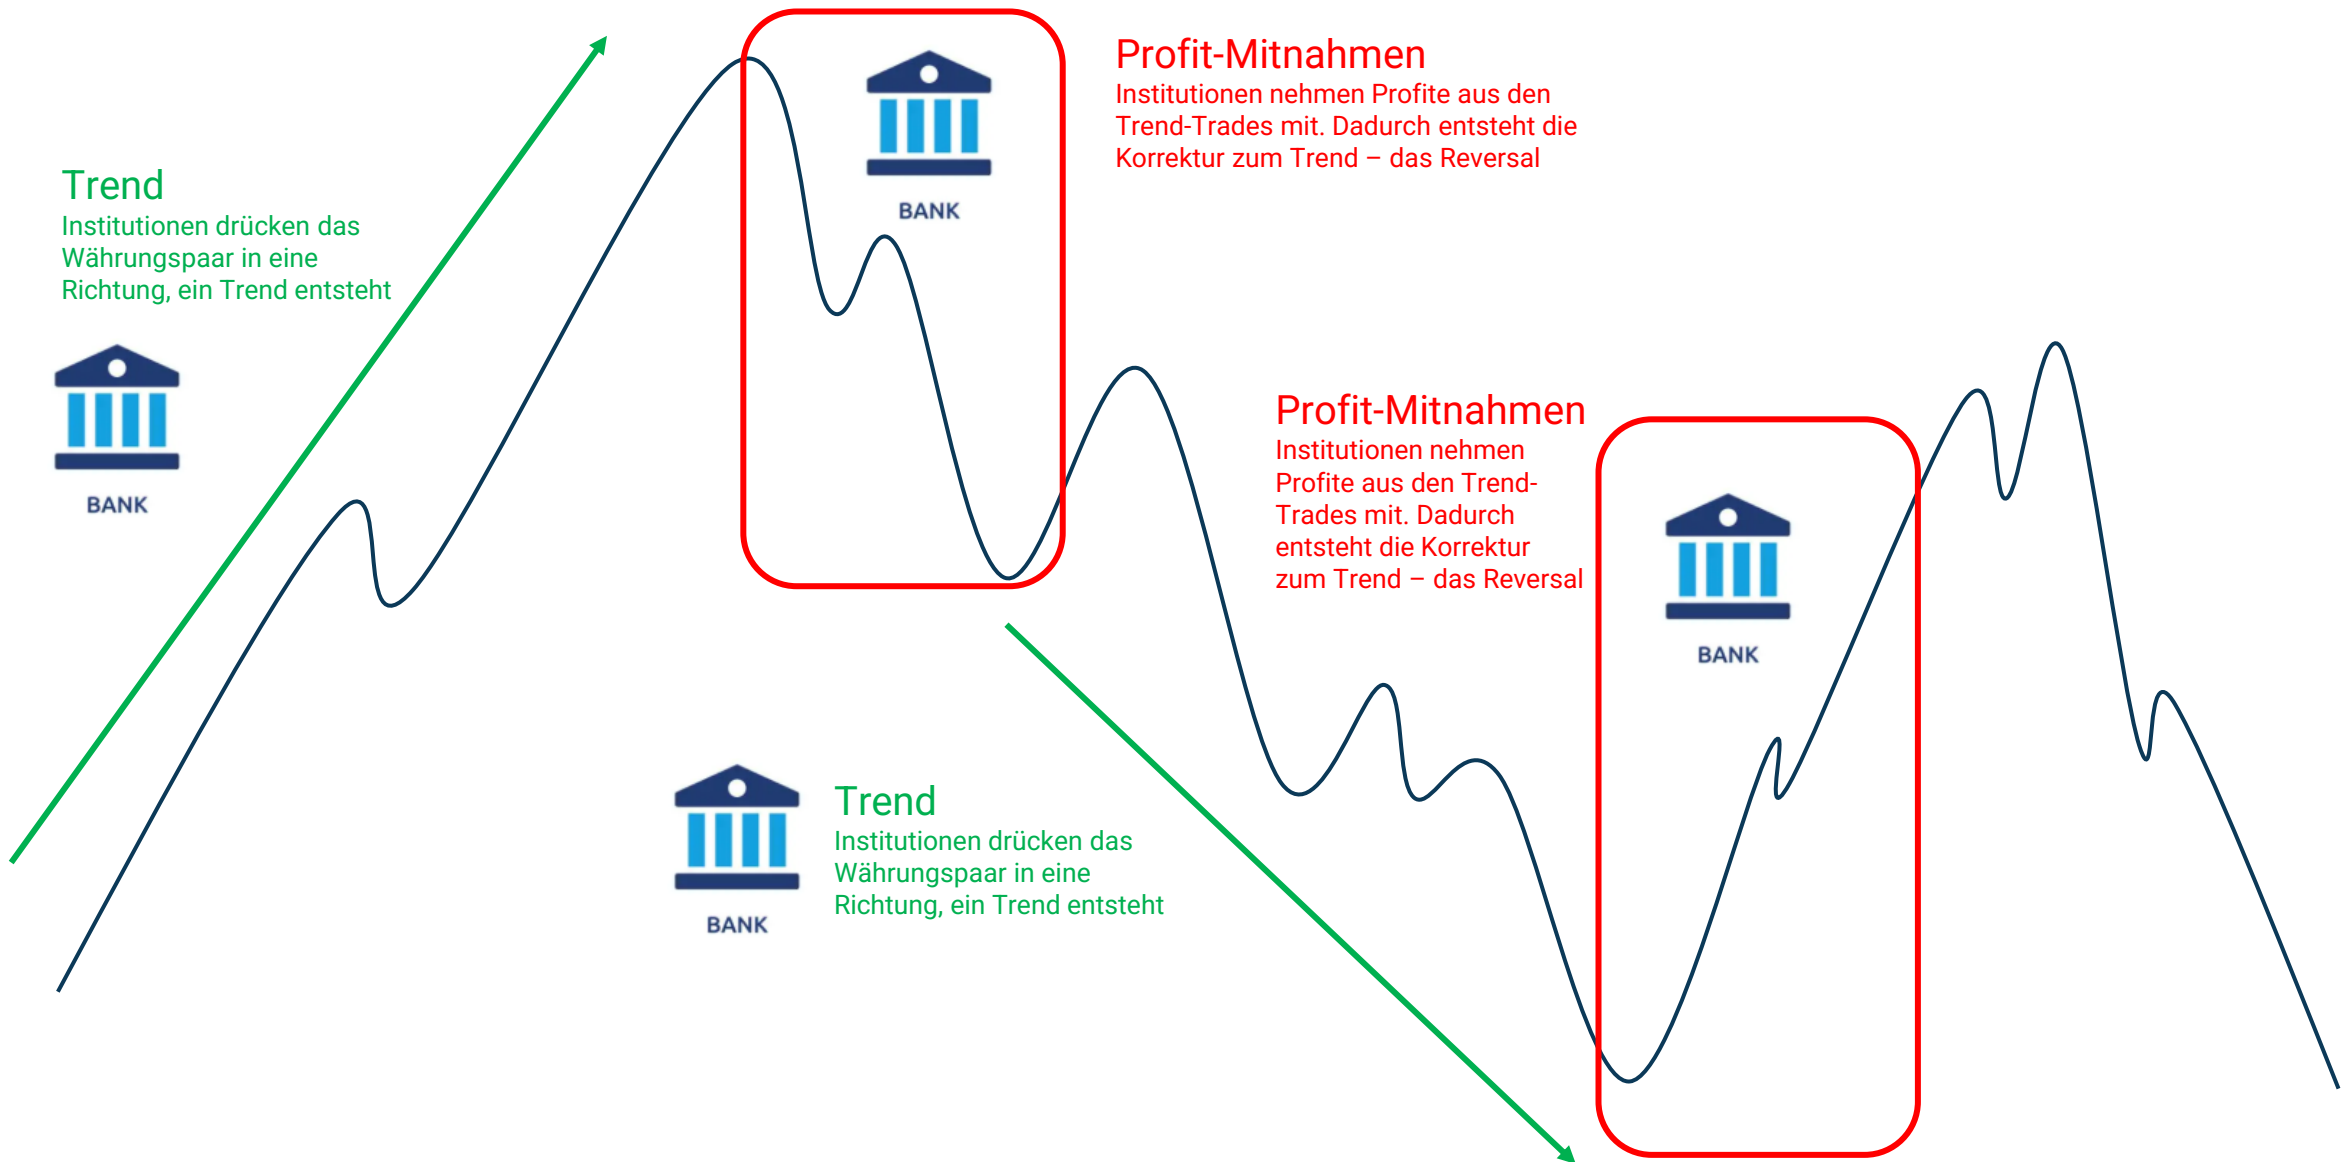 Trend
Institutionen drücken das
Währungspaar in eine
Richtung, ein Trend entsteht
BANK
BANK
Profit-Mitnahmen
Institutionen nehmen Profite aus den
Trend-Trades mit. Dadurch entsteht die
Korrektur zum Trend – das Reversal
Profit-Mitnahmen
Institutionen nehmen
Profite aus den Trend-
Trades mit. Dadurch
entsteht die Korrektur
zum Trend – das Reversal
BANK
BANK
Trend
Institutionen drücken das
Währungspaar in eine
Richtung, ein Trend entsteht